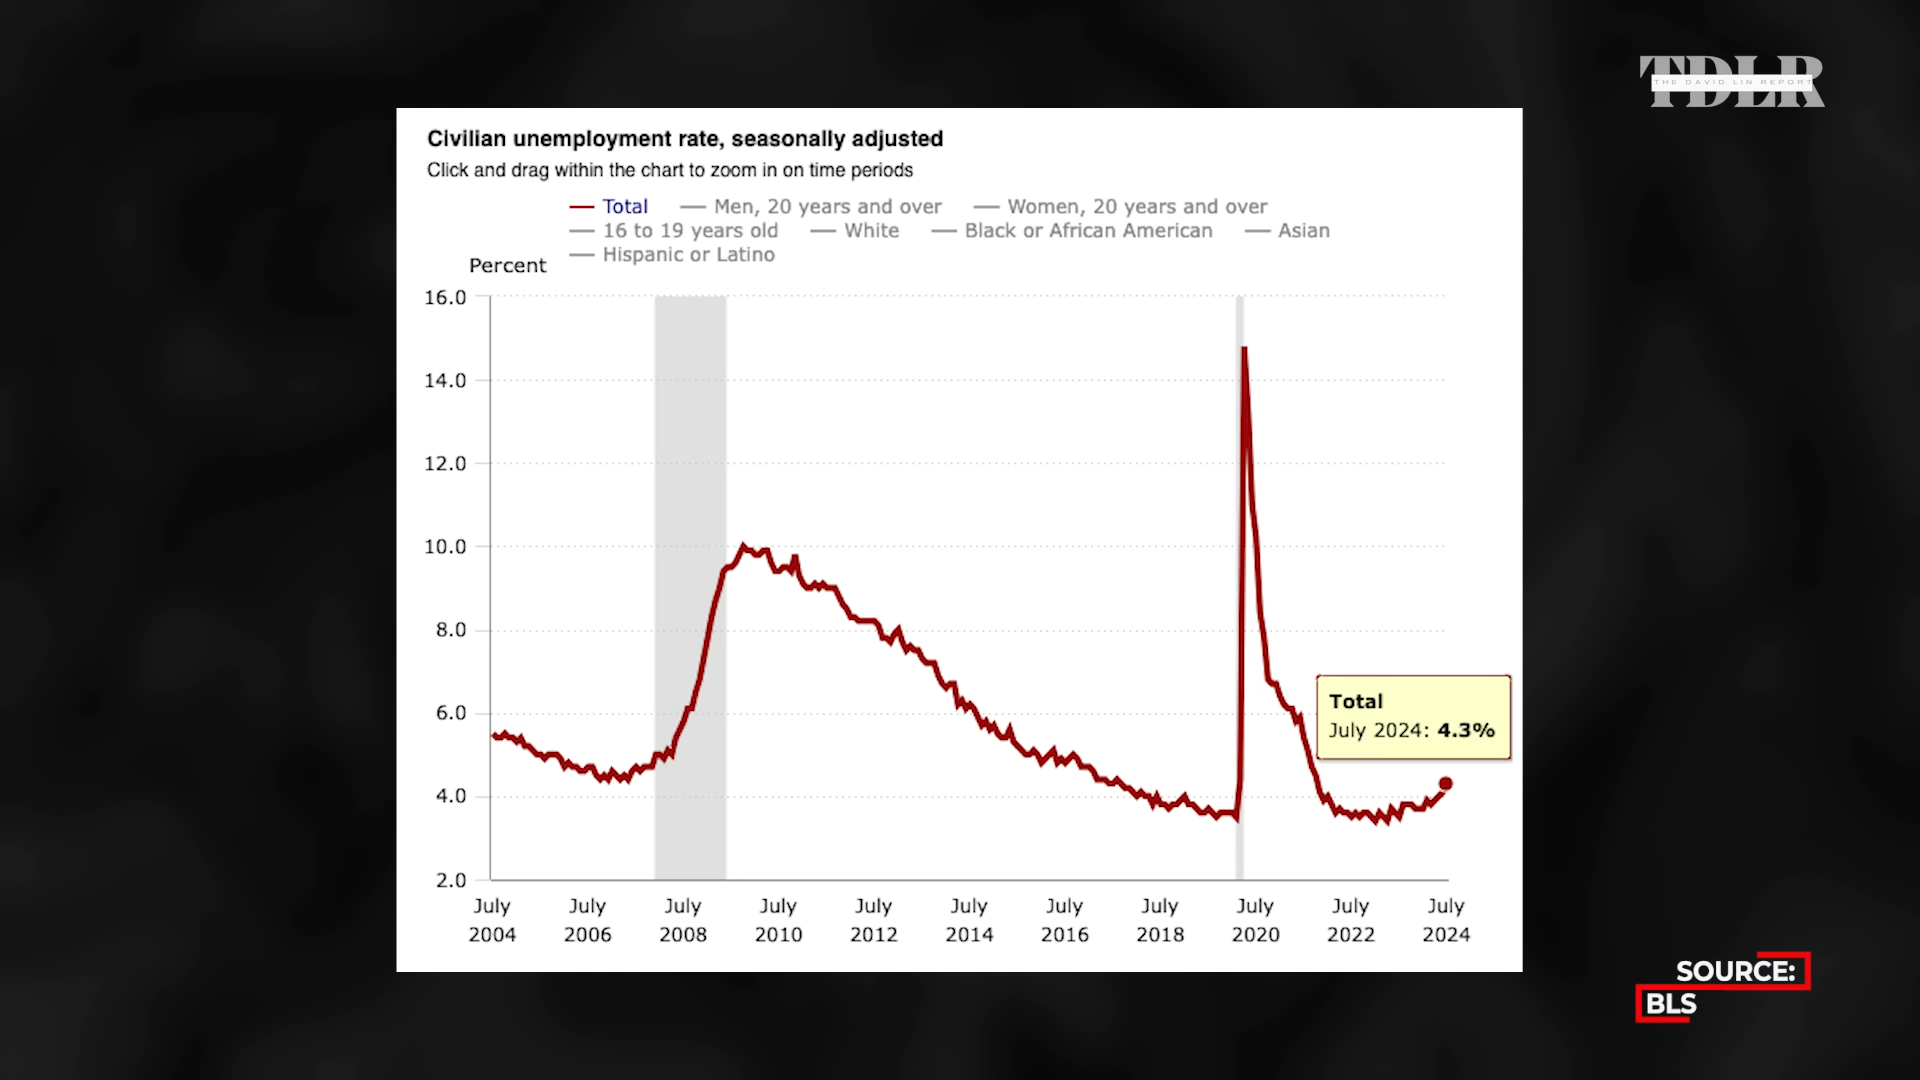 TDLR
THE DAVID LIN REPORT
Civilian unemployment rate, seasonally adjusted
Click and drag within the chart to zoom in on time periods
Total Men, 20 years and over Women, 20 years and over
16 to 19 years old White Black or African American Asian
Hispanic or Latino
Percent
16.0
14.0
12.0
10.0
8.0
6.0
4.0
2.0
Total
July 2024: 4.3%
July July July July July July July July July July July
2004 2006 2008 2010 2012 2014 2016 2018 2020 2022 2024
SOURCE:
BLS